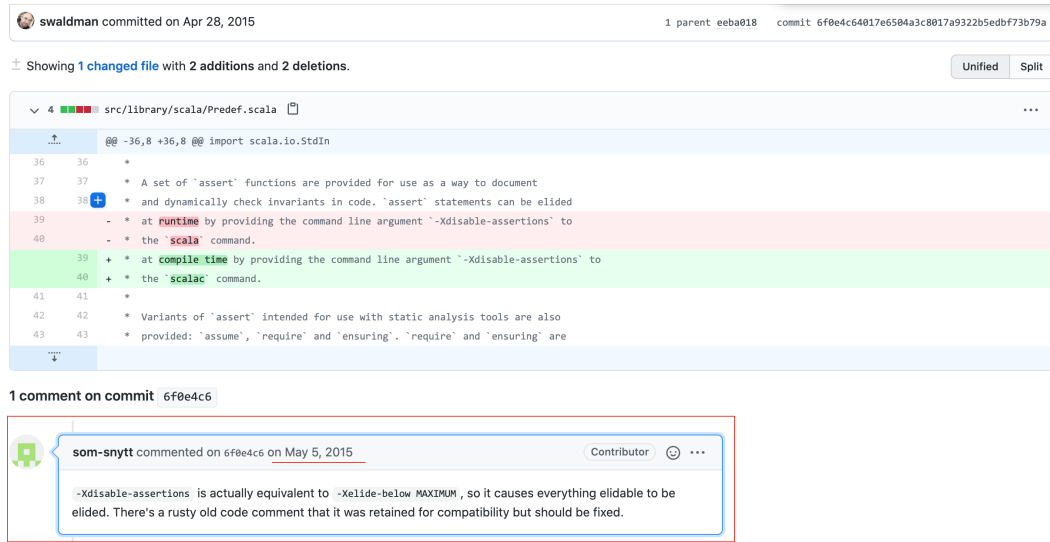 swaldman committed on Apr 28, 2015 1 parent eeba018 commit 6f0e4c64017e6504a3c8017a9322b5edbf73b79a
Showing 1 changed file with 2 additions and 2 deletions. Unified Split
4 src/library/scala/Predef.scala
@@ -36,8 +36,8 @@ import scala.io.StdIn
36 36 *
37 37 * A set of `assert` functions are provided for use as a way to document
38 38 + * and dynamically check invariants in code. `assert` statements can be elided
39 - * at runtime by providing the command line argument `-Xdisable-assertions` to
40 - * the `scala` command.
39 + * at compile time by providing the command line argument `-Xdisable-assertions` to
40 + * the `scalac` command.
41 41 *
42 42 * Variants of `assert` intended for use with static analysis tools are also
43 43 * provided: `assume`, `require` and `ensuring`. `require` and `ensuring` are
1 comment on commit 6f0e4c6
som-snytt commented on 6f0e4c6 on May 5, 2015 Contributor
-Xdisable-assertions is actually equivalent to -Xelide-below MAXIMUM , so it causes everything elidable to be
elided. There's a rusty old code comment that it was retained for compatibility but should be fixed.